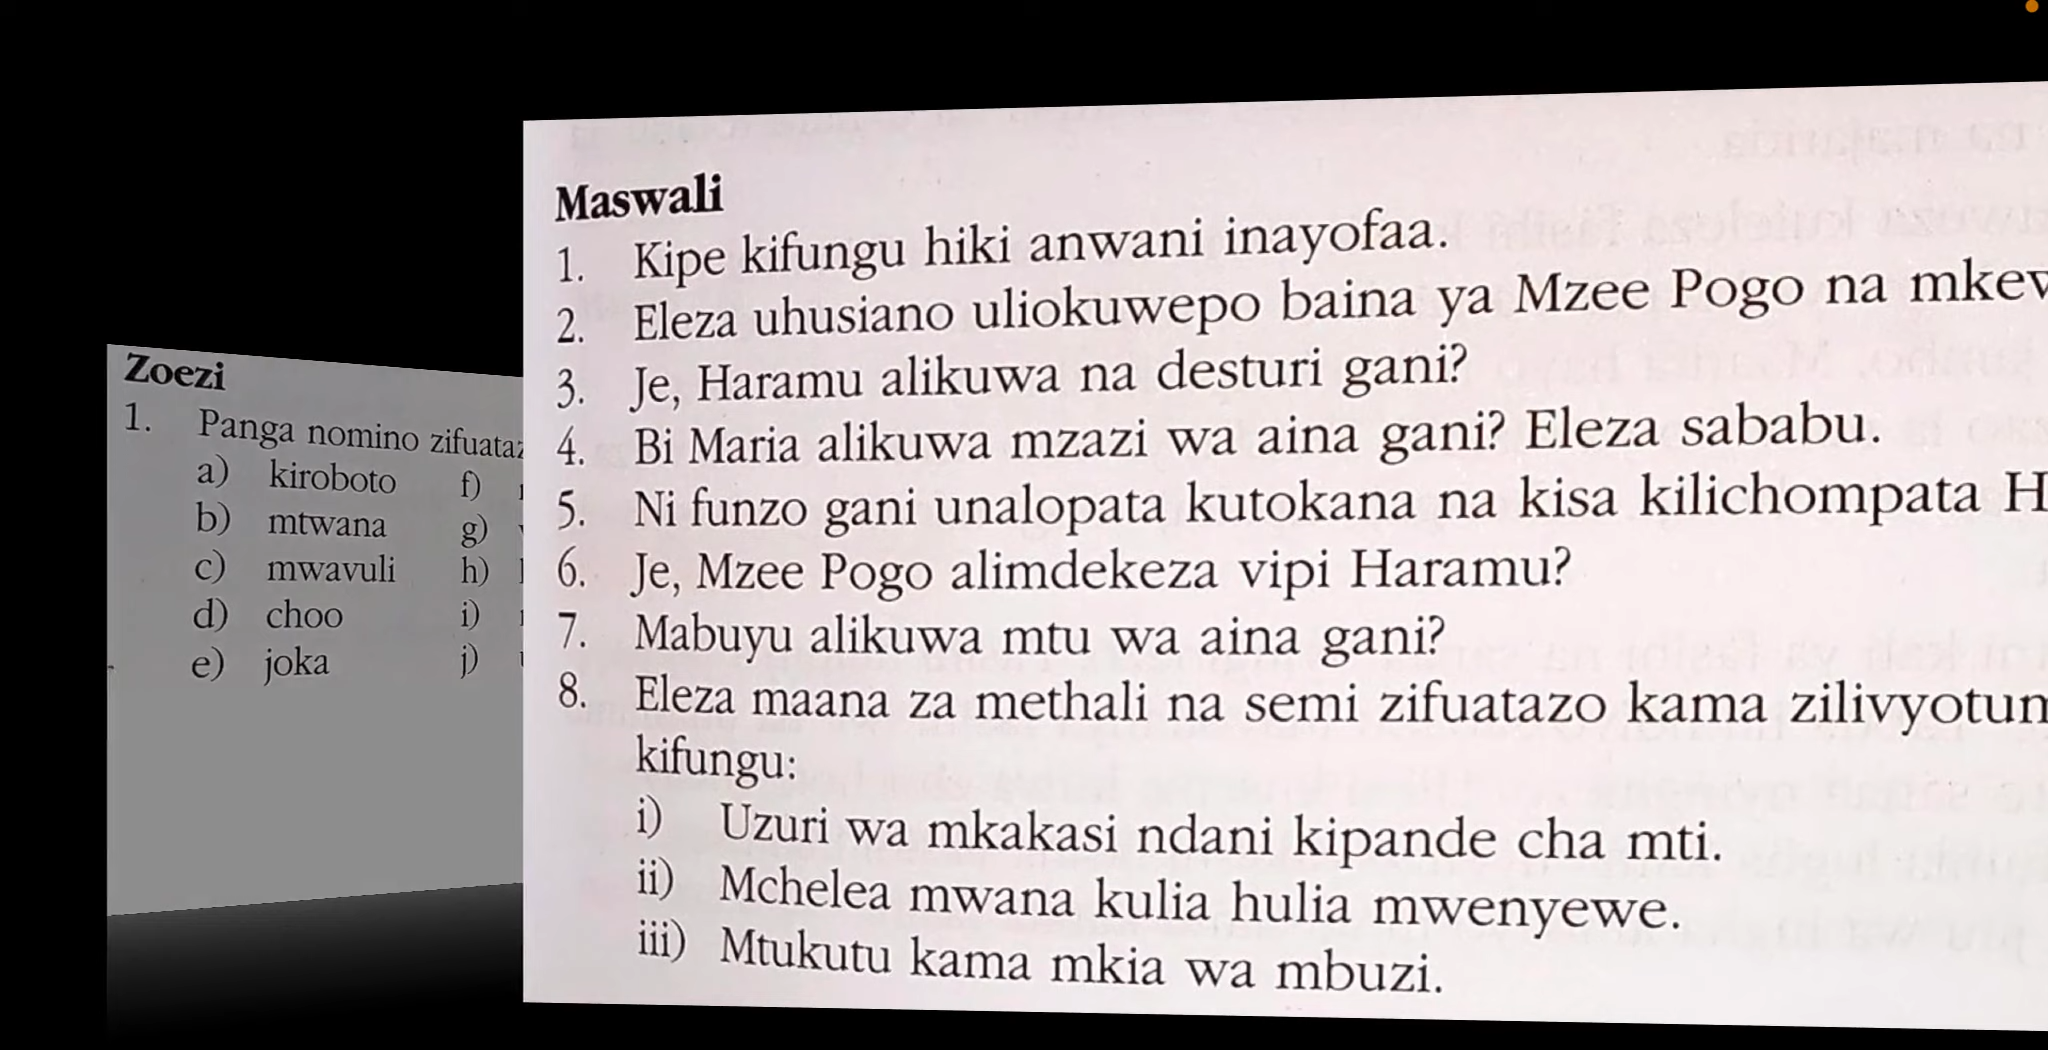 Zoezi
1. Panga nomino
a) kiroboto f)
b) mtwana g)
c) mwavuli h)
d) choo i)
e) joka j)
Maswali
1. Kipe kifungu hiki anwani inayofaa.
2. Eleza uhusiano uliokuwepo baina ya Mzee Pogo na
3. Je, Haramu alikuwa na desturi gani?
4. Bi Maria alikuwa mzazi wa aina gani? Eleza sababu.
5. Ni funzo gani unalopata kutokana na kisa kilichompata
6. Je, Mzee Pogo alimdekeza vipi Haramu?
7. Mabuyu alikuwa mtu wa aina gani?
8. Eleza maana za methali na semi zifuatazo kama
kifungu:
i) Uzuri wa mkakasi ndani kipande cha mti.
ii) Mchelea mwana kulia hulia mwenyewe.
iii) Mtukutu kama mkia wa mbuzi.